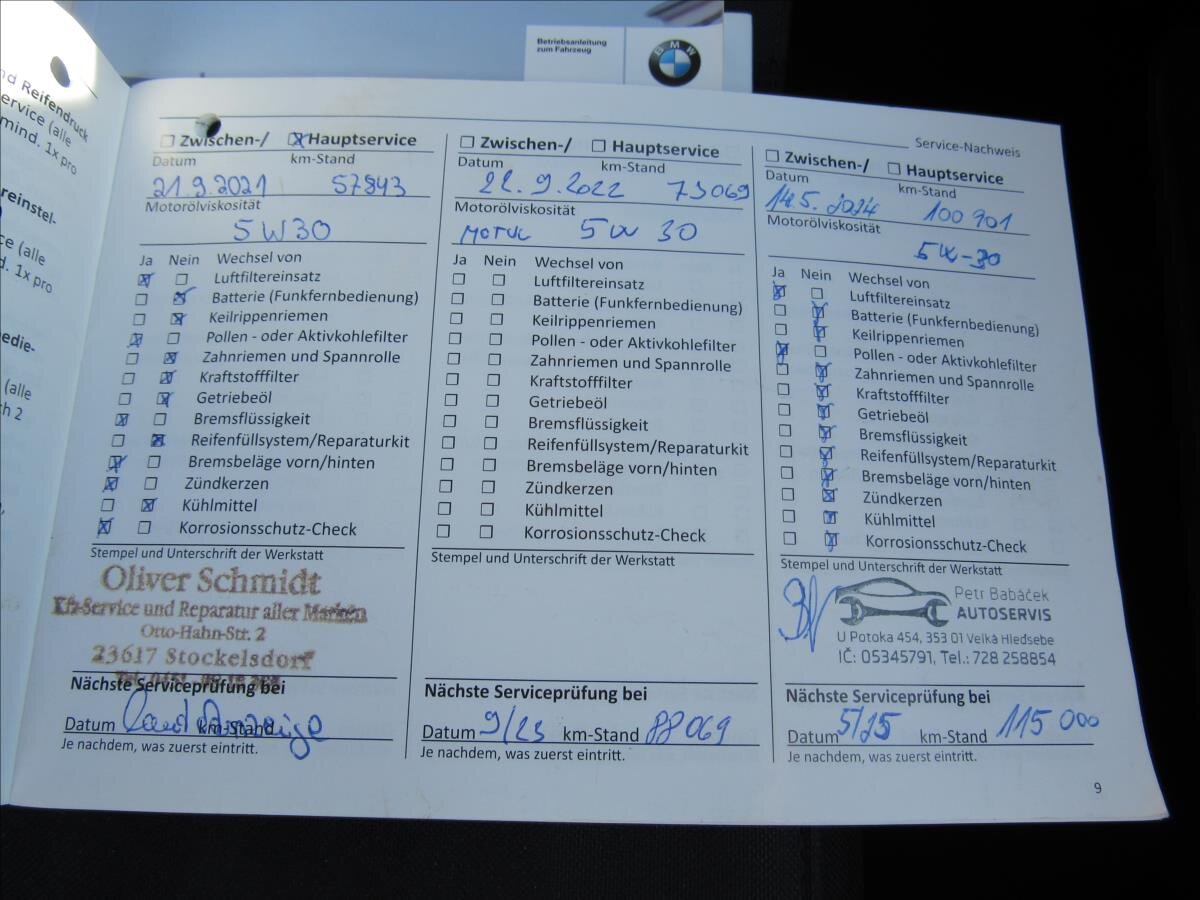 Betriebsanleitung
zum Fahrzeug
BMW
nd Reifendruck
ervice (alle
mind. 1x pro
reinstel-
ce (alle
d. 1x pro
edie-
(alle
h 2
Service-Nachweis
Zwischen-/ Hauptservice
Datum km-Stand
21.9.2021 57843
Motorölviskosität
5W30
Ja Nein Wechsel von
Luftfiltereinsatz
Batterie (Funkfernbedienung)
Keilrippenriemen
Pollen - oder Aktivkohlefilter
Zahnriemen und Spannrolle
Kraftstofffilter
Getriebeöl
Bremsflüssigkeit
Reifenfüllsystem/Reparaturkit
Bremsbeläge vorn/hinten
Zündkerzen
Kühlmittel
Korrosionsschutz-Check
Stempel und Unterschrift der Werkstatt
Oliver Schmidt
Kfz-Service und Reparatur aller Marken
Otto-Hahn-Str. 2
23617 Stockelsdorf
Nächste Serviceprüfung bei
Datum km-Stand
Je nachdem, was zuerst eintritt.
Zwischen-/ Hauptservice
Datum km-Stand
22.9.2022 73069
Motorölviskosität
MOTUL 5W 30
Ja Nein Wechsel von
Luftfiltereinsatz
Batterie (Funkfernbedienung)
Keilrippenriemen
Pollen - oder Aktivkohlefilter
Zahnriemen und Spannrolle
Kraftstofffilter
Getriebeöl
Bremsflüssigkeit
Reifenfüllsystem/Reparaturkit
Bremsbeläge vorn/hinten
Zündkerzen
Kühlmittel
Korrosionsschutz-Check
Stempel und Unterschrift der Werkstatt
Nächste Serviceprüfung bei
Datum 9/23 km-Stand 88069
Je nachdem, was zuerst eintritt.
Zwischen-/ Hauptservice
Datum km-Stand
14.5.2024 100 901
Motorölviskosität
5W-30
Ja Nein Wechsel von
Luftfiltereinsatz
Batterie (Funkfernbedienung)
Keilrippenriemen
Pollen - oder Aktivkohlefilter
Zahnriemen und Spannrolle
Kraftstofffilter
Getriebeöl
Bremsflüssigkeit
Reifenfüllsystem/Reparaturkit
Bremsbeläge vorn/hinten
Zündkerzen
Kühlmittel
Korrosionsschutz-Check
Stempel und Unterschrift der Werkstatt
Petr Babáček
AUTOSERVIS
U Potoka 454, 353 01 Velká Hleďsebe
IČ: 05345791, Tel.: 728 258854
Nächste Serviceprüfung bei
Datum 5/25 km-Stand 115 000
Je nachdem, was zuerst eintritt.
9